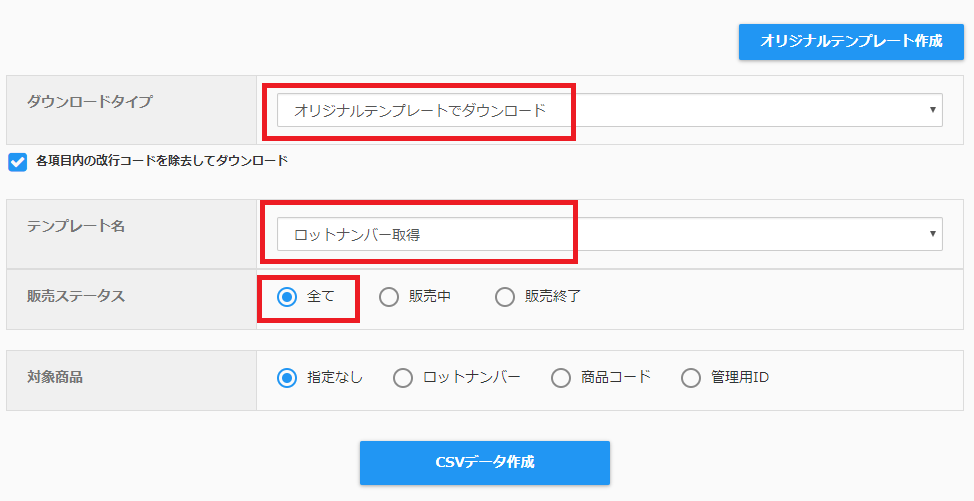 オリジナルテンプレート作成
ダウンロードタイプ
オリジナルテンプレートでダウンロード
各項目内の改行コードを除去してダウンロード
テンプレート名
ロットナンバー取得
販売ステータス 全て 販売中 販売終了
対象商品 指定なし ロットナンバー 商品コード 管理用ID
CSVデータ作成